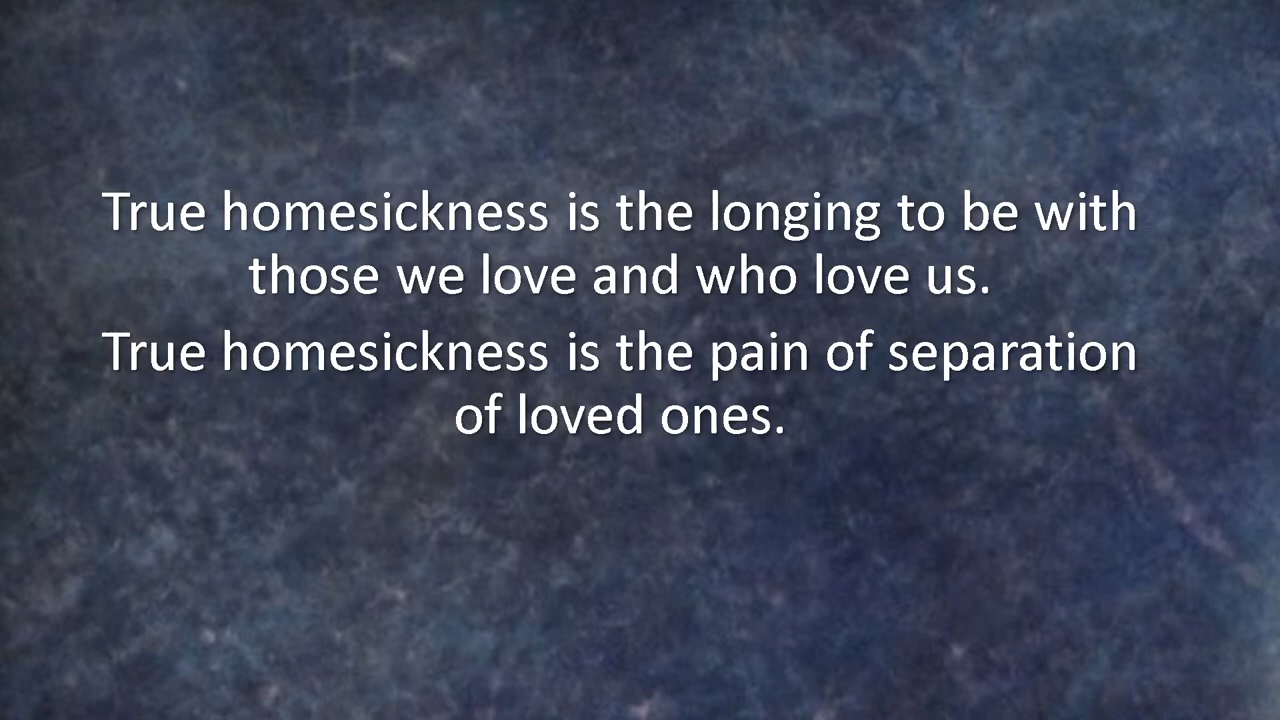 True homesickness is the longing to be with
those we love and who love us.
True homesickness is the pain of separation
of loved ones.